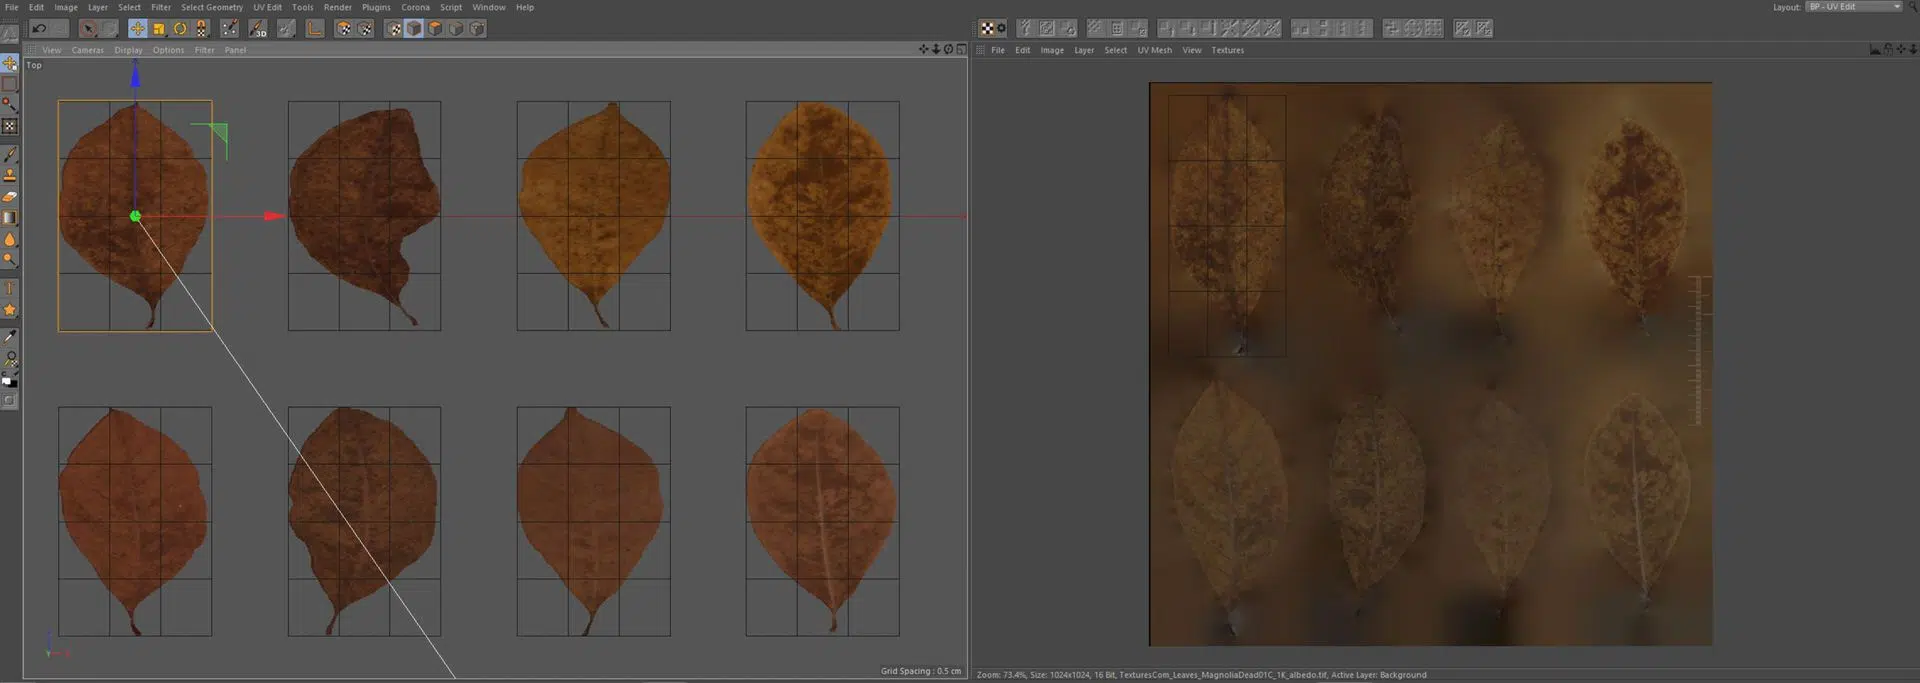 File Edit Image Layer Select Filter Select Geometry UV Edit Tools Render Plugins Corona Script Window Help
Layout: BP - UV Edit
3D
View Cameras Display Options Filter Panel
File Edit Image Layer Select UV Mesh View Textures
Top
Grid Spacing : 0.5 cm
Zoom: 73.4%, Size: 1024x1024, 16 Bit, TexturesCom_Leaves_MagnoliaDead01C_1K_albedo.tif, Active Layer: Background